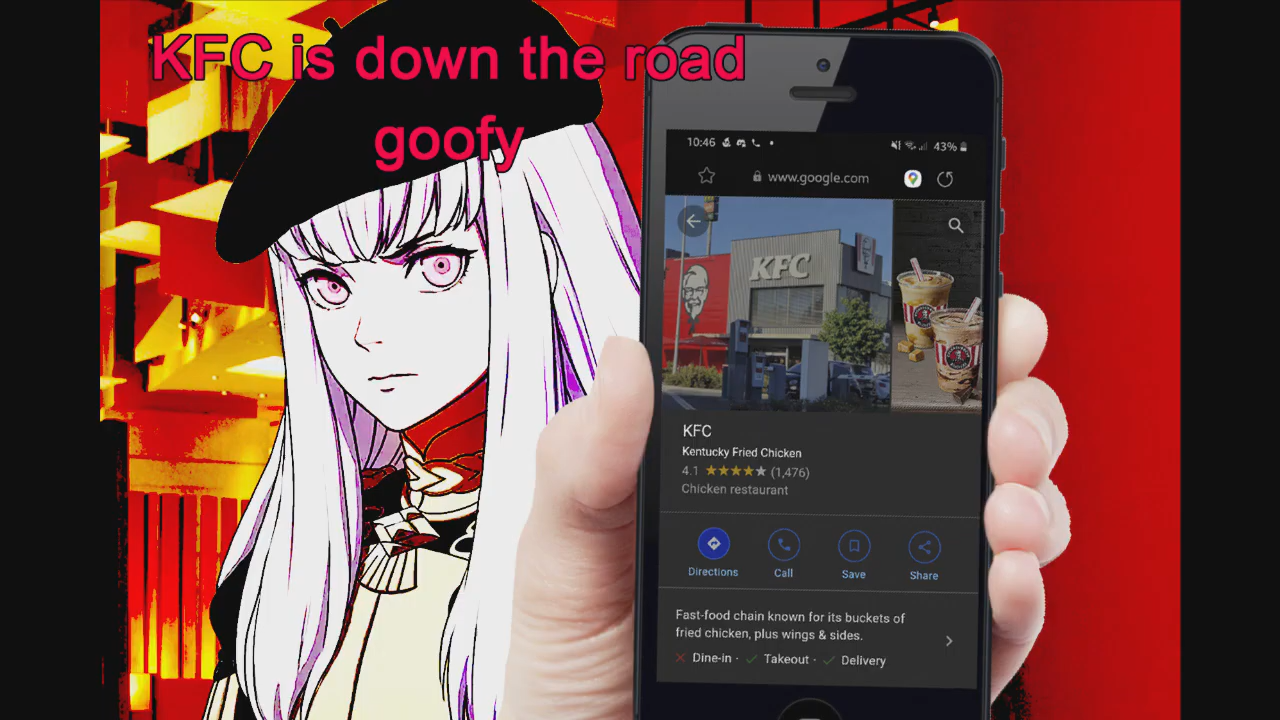 KFC is down the road
goofy
10:46 43%
www.google.com
KFC
KFC
Kentucky Fried Chicken
4.1 ★★★★★ (1,476)
Chicken restaurant
Directions Call Save Share
Fast-food chain known for its buckets of
fried chicken, plus wings & sides.
Dine-in · Takeout · Delivery